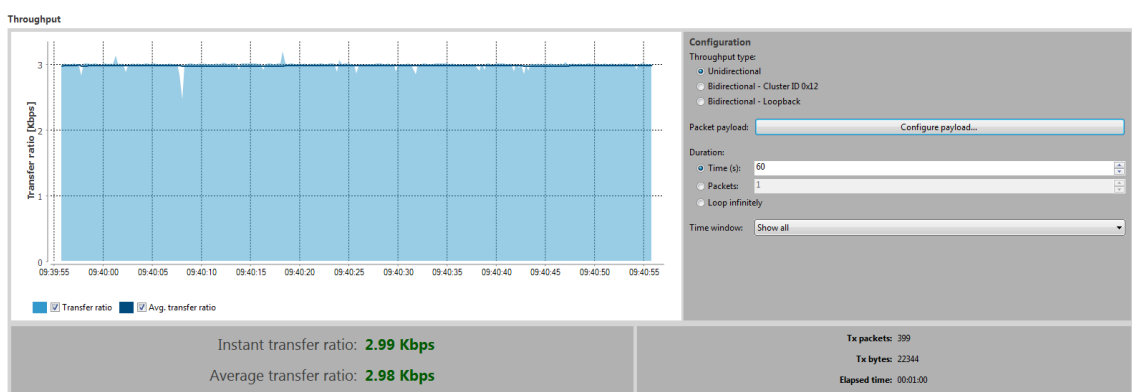 Throughput
Transfer ratio [Kbps]
3
2
1
0
09:39:55 09:40:00 09:40:05 09:40:10 09:40:15 09:40:20 09:40:25 09:40:30 09:40:35 09:40:40 09:40:45 09:40:50 09:40:55
Transfer ratio Avg. transfer ratio
Configuration
Throughput type:
Unidirectional
Bidirectional - Cluster ID 0x12
Bidirectional - Loopback
Packet payload: Configure payload...
Duration:
Time (s): 60
Packets: 1
Loop infinitely
Time window: Show all
Instant transfer ratio: 2.99 Kbps
Average transfer ratio: 2.98 Kbps
Tx packets: 399
Tx bytes: 22344
Elapsed time: 00:01:00